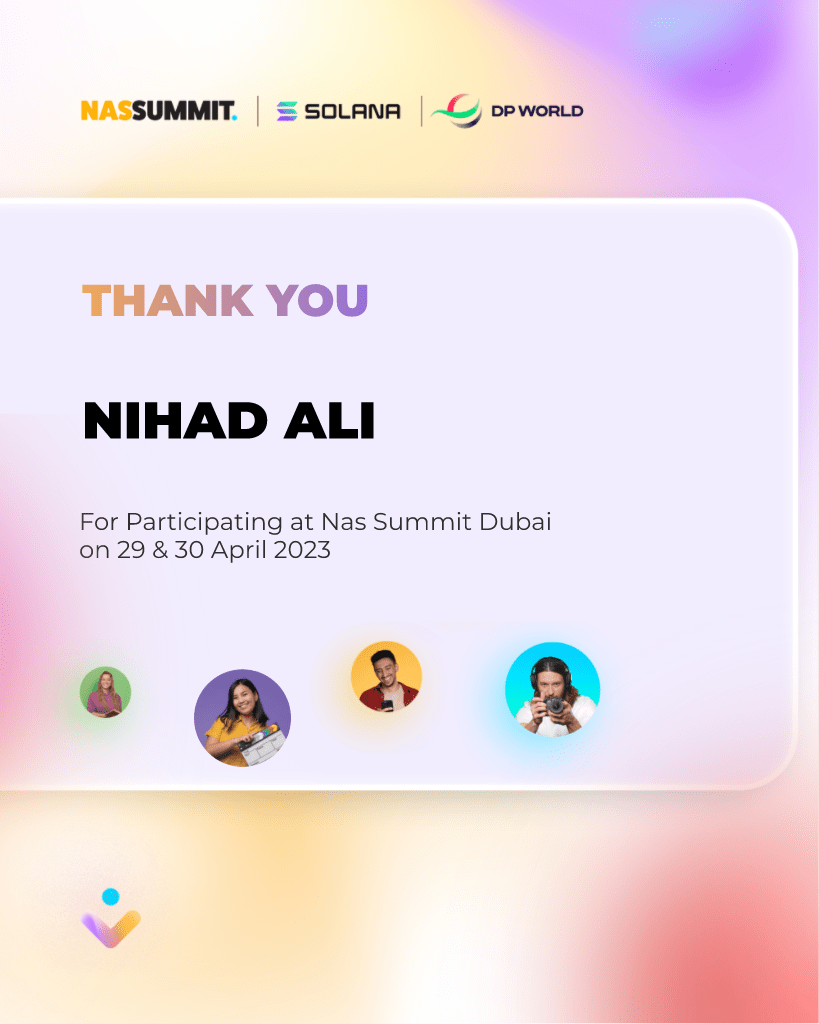 NASSUMMIT. | SOLANA | DP WORLD
THANK YOU
NIHAD ALI
For Participating at Nas Summit Dubai
on 29 & 30 April 2023